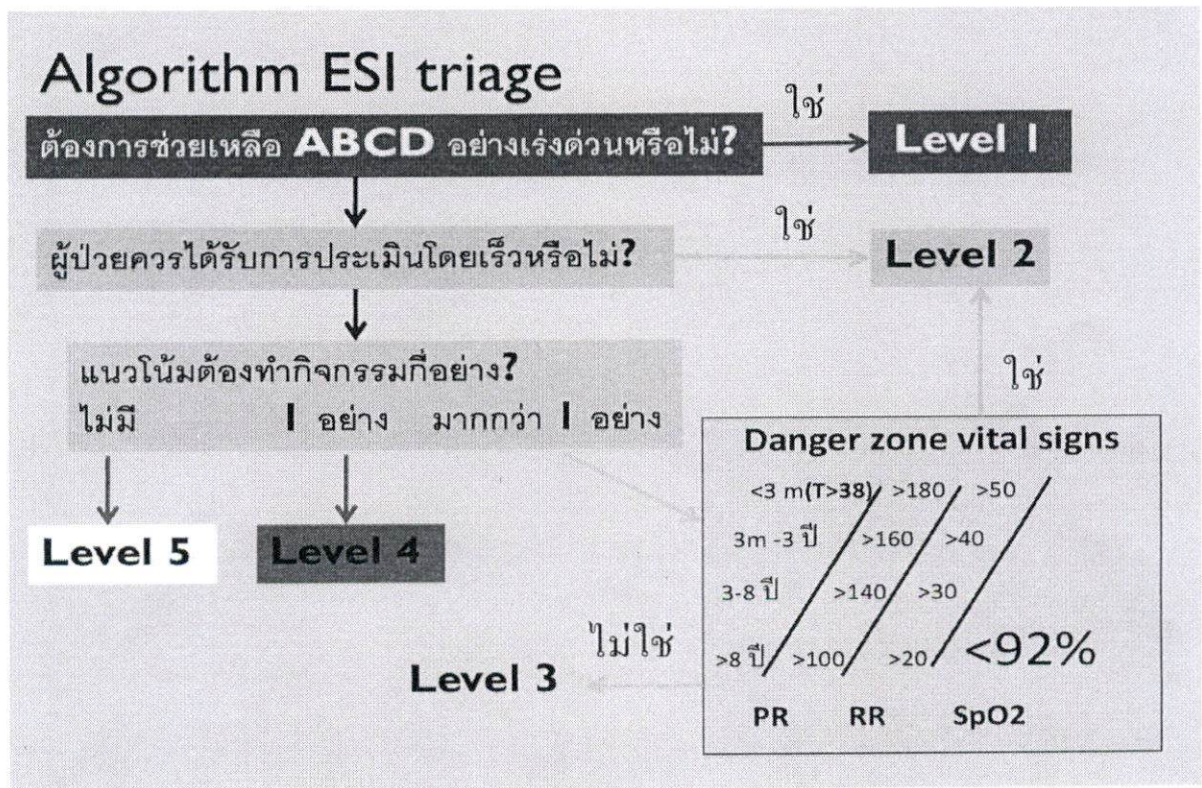 Algorithm ESI triage
ใช่
ต้องการช่วยเหลือ ABCD อย่างเร่งด่วนหรือไม่?
Level 1
ใช่
ผู้ป่วยควรได้รับการประเมินโดยเร็วหรือไม่?
Level 2
แนวโน้มต้องทำกิจกรรมกี่อย่าง?
ไม่มี 1 อย่าง มากกว่า 1 อย่าง
ใช่
Level 5
Level 4
Danger zone vital signs
<3 m(T>38) >180 >50
3m -3 ปี >160 >40
3-8 ปี >140 >30
>8 ปี >100 >20 <92%
PR RR SpO2
ไม่ใช่
Level 3